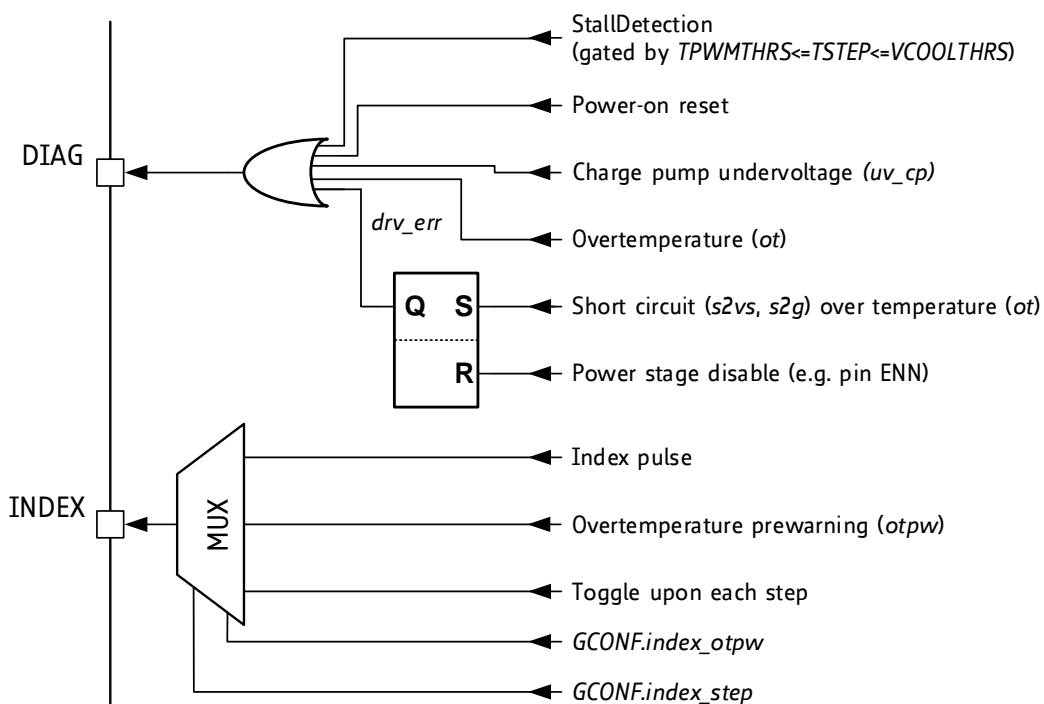 StallDetection
(gated by TPWMTHRS<=TSTEP<=VCOOLTHRS)
Power-on reset
DIAG
Charge pump undervoltage (uv_cp)
drv_err
Overtemperature (ot)
Q S
Short circuit (s2vs, s2g) over temperature (ot)
R
Power stage disable (e.g. pin ENN)
Index pulse
INDEX
MUX
Overtemperature prewarning (otpw)
Toggle upon each step
GCONF.index_otpw
GCONF.index_step